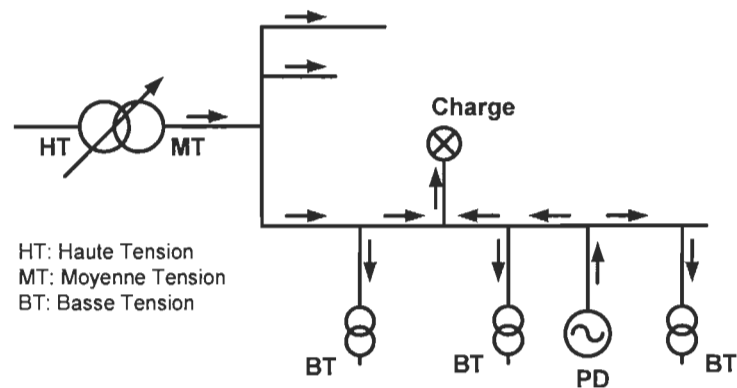 Charge
HT
MT
HT: Haute Tension
MT: Moyenne Tension
BT: Basse Tension
BT
BT
PD
BT